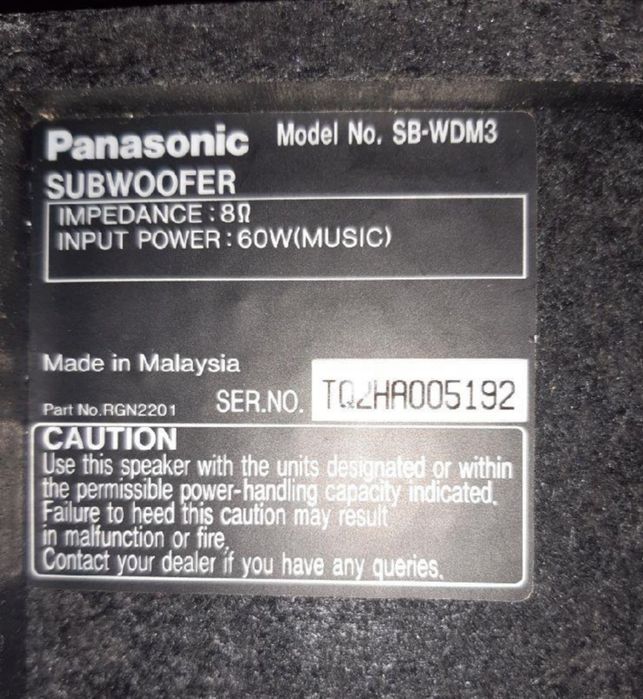 Panasonic Model No. SB-WDM3
SUBWOOFER
IMPEDANCE : 8Ω
INPUT POWER : 60W(MUSIC)
Made in Malaysia
Part No.RGN2201 SER.NO. TQ2HA005192
CAUTION
Use this speaker with the units designated or within
the permissible power-handling capacity indicated.
Failure to heed this caution may result
in malfunction or fire.
Contact your dealer if you have any queries.